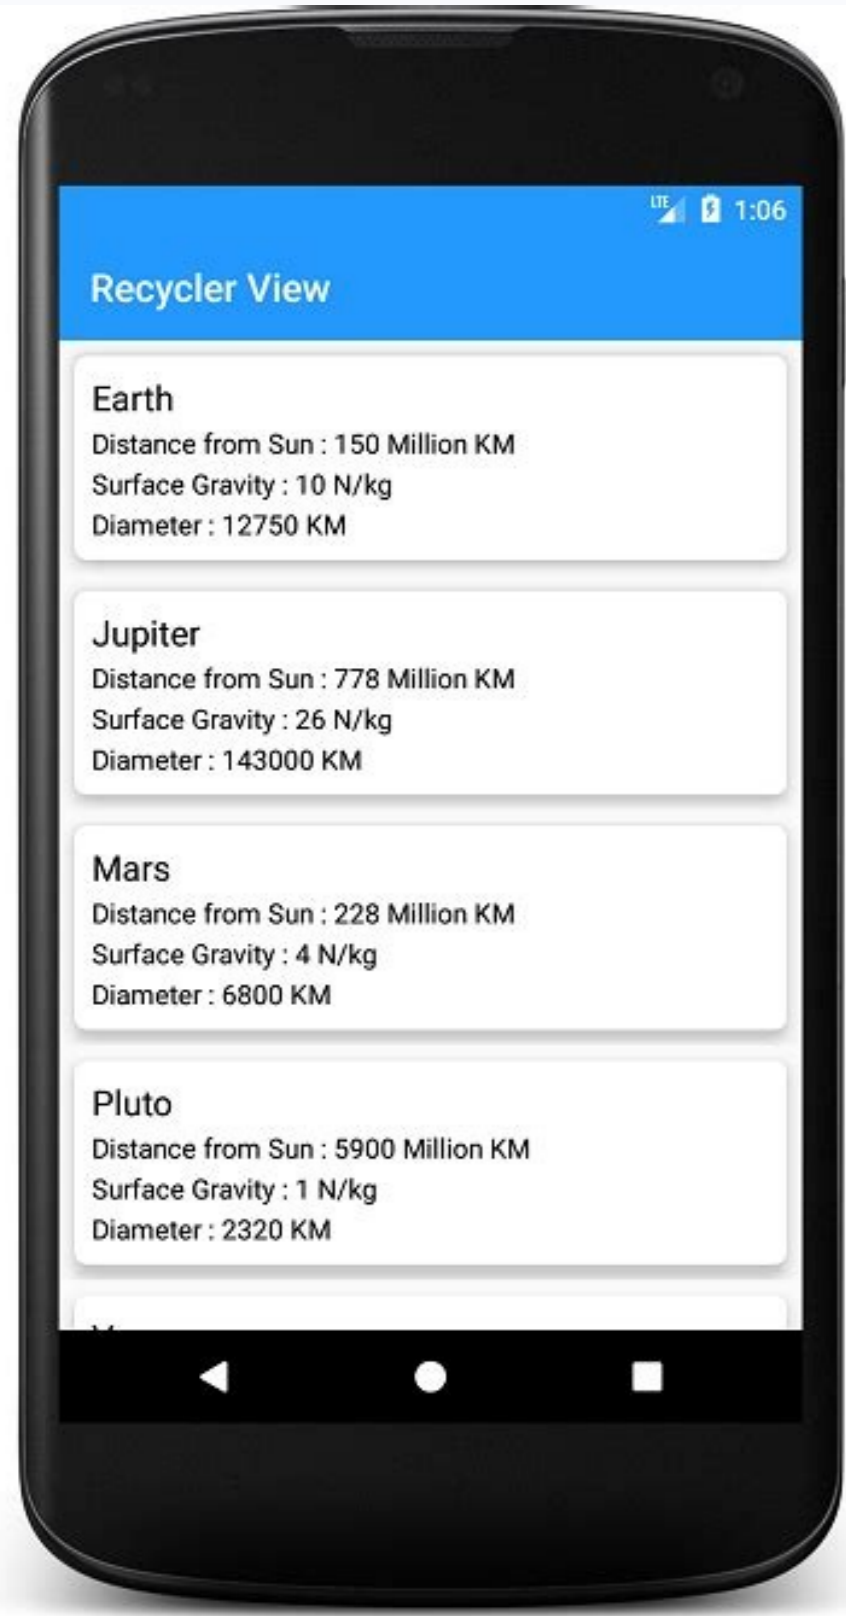 LTE 1:06
Recycler View
Earth
Distance from Sun : 150 Million KM
Surface Gravity : 10 N/kg
Diameter : 12750 KM
Jupiter
Distance from Sun : 778 Million KM
Surface Gravity : 26 N/kg
Diameter : 143000 KM
Mars
Distance from Sun : 228 Million KM
Surface Gravity : 4 N/kg
Diameter : 6800 KM
Pluto
Distance from Sun : 5900 Million KM
Surface Gravity : 1 N/kg
Diameter : 2320 KM